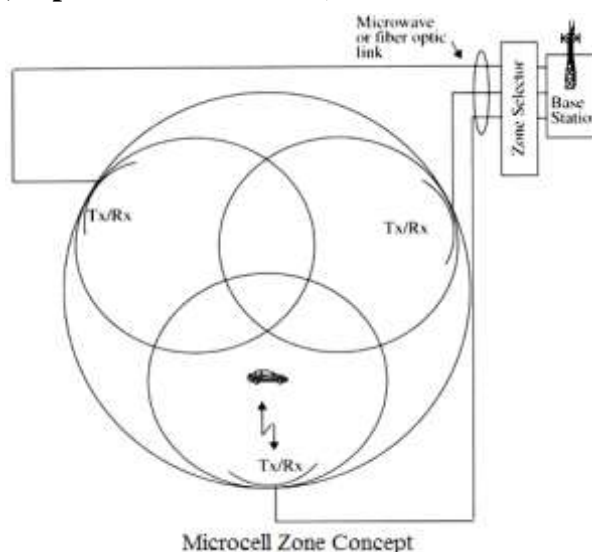 Microwave
or fiber optic
link
Zone Selector
Base
Station
Tx/Rx
Tx/Rx
Tx/Rx
Microcell Zone Concept